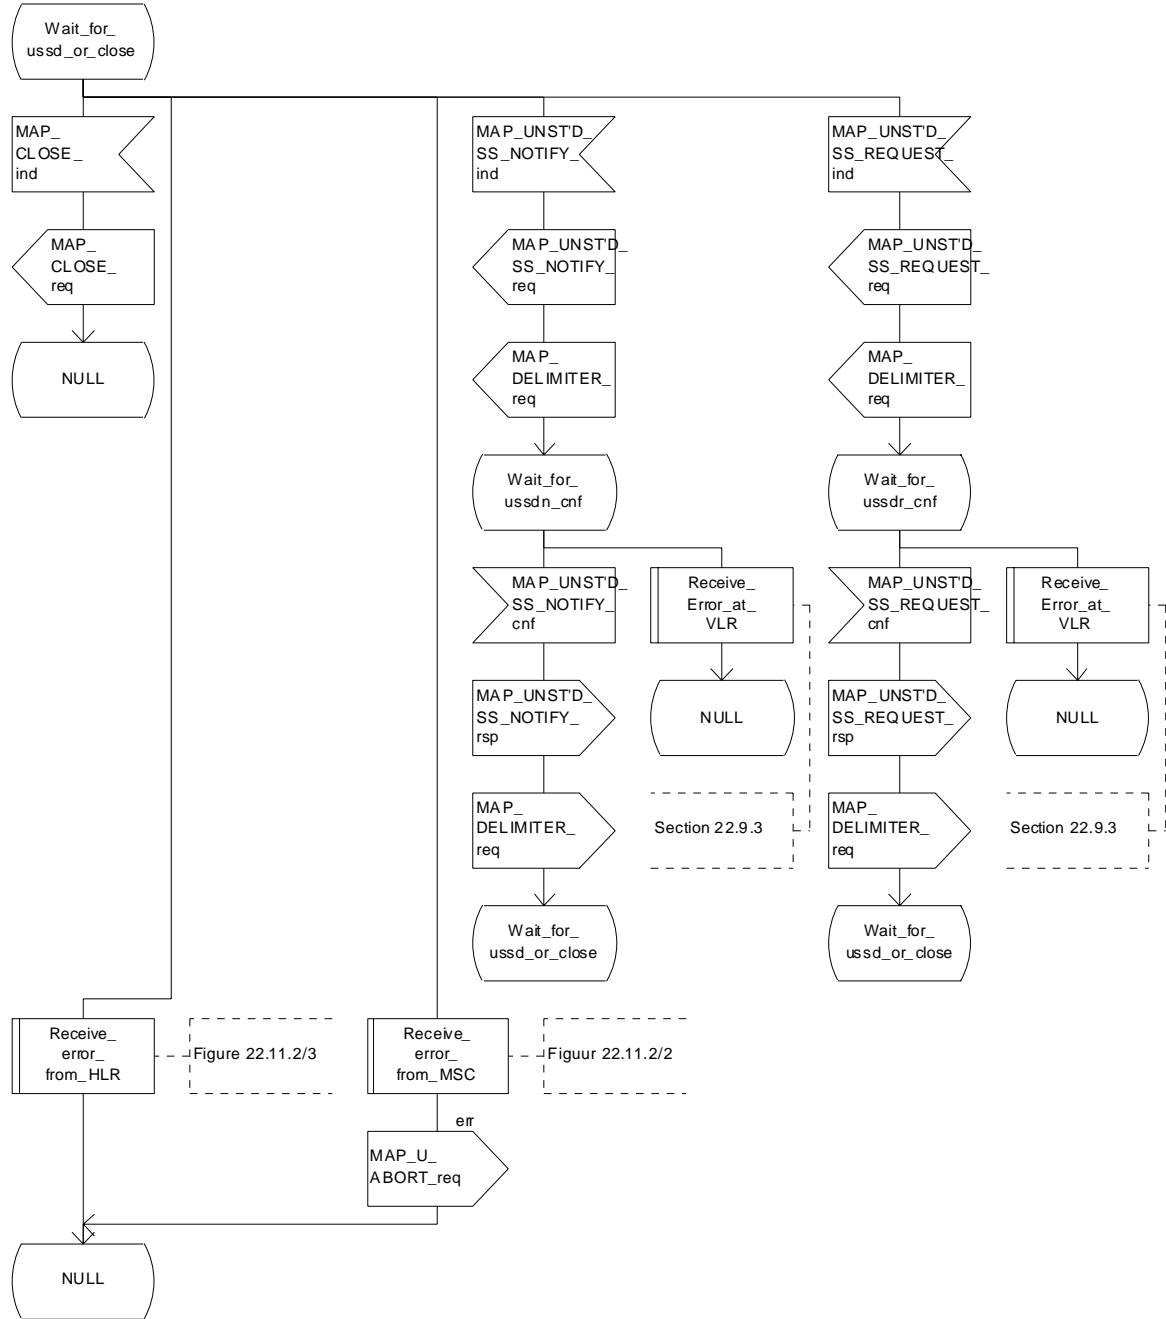 Wait_for_
ussd_or_close
MAP_
CLOSE_
ind
MAP_UNST'D_
SS_NOTIFY_
ind
MAP_UNST'D_
SS_REQUEST_
ind
MAP_
CLOSE_
req
MAP_UNST'D_
SS_NOTIFY_
req
MAP_UNST'D_
SS_REQUEST_
req
NULL
MAP_
DELIMITER_
req
MAP_
DELIMITER_
req
Wait_for_
ussdn_cnf
Wait_for_
ussdr_cnf
MAP_UNST'D_
SS_NOTIFY_
cnf
Receive_
Error_at_
VLR
MAP_UNST'D_
SS_REQUEST_
cnf
Receive_
Error_at_
VLR
MAP_UNST'D_
SS_NOTIFY_
rsp
NULL
MAP_UNST'D_
SS_REQUEST_
rsp
NULL
MAP_
DELIMITER_
req
Section 22.9.3
MAP_
DELIMITER_
req
Section 22.9.3
Wait_for_
ussd_or_close
Wait_for_
ussd_or_close
Receive_
error_
from_HLR
Figure 22.11.2/3
Receive_
error_
from_MSC
Figuur 22.11.2/2
err
MAP_U_
ABORT_req
NULL